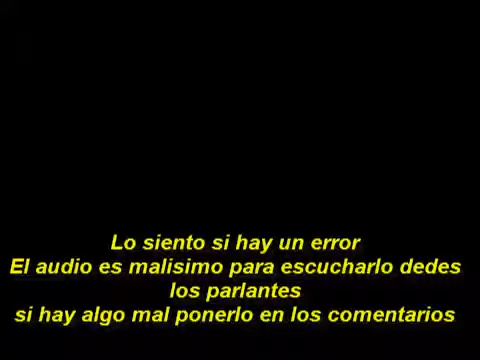 Lo siento si hay un error
El audio es malisimo para escucharlo dedes
los parlantes
si hay algo mal ponerlo en los comentarios